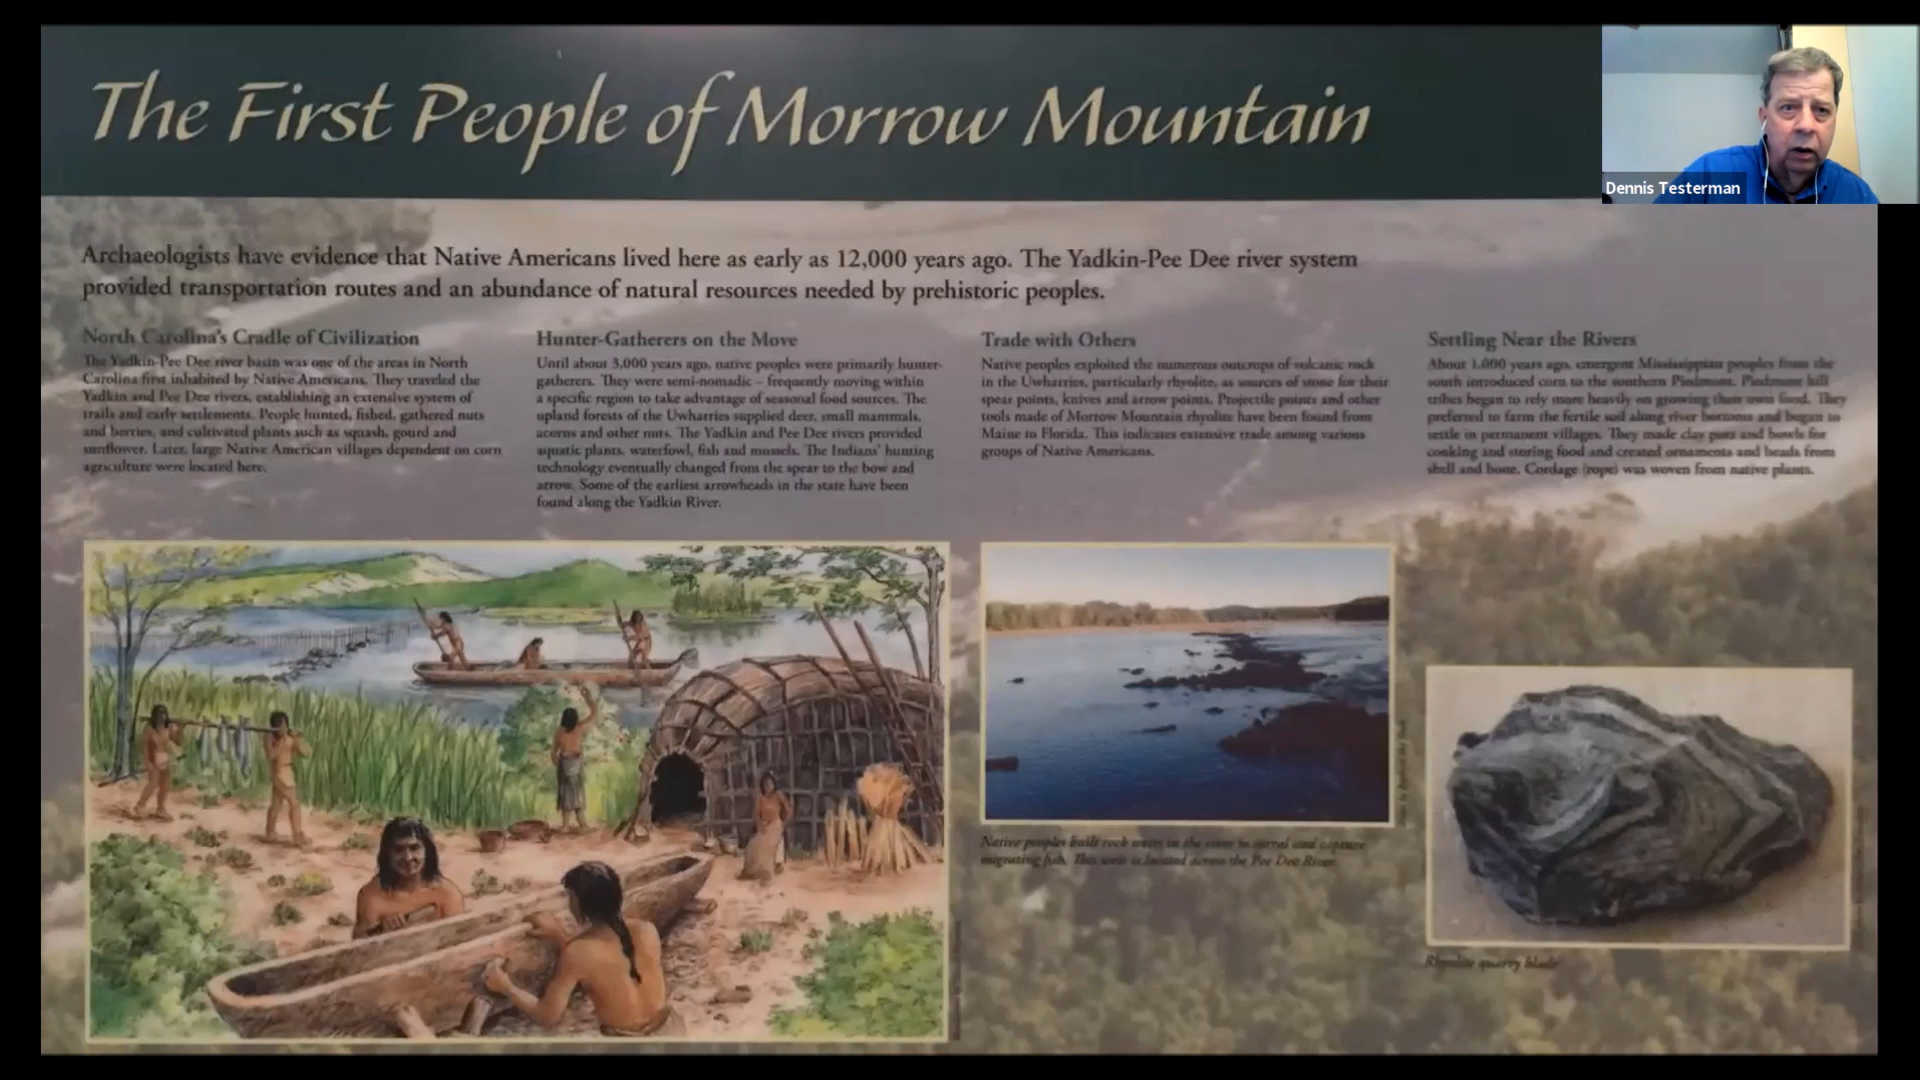 The First People of Morrow Mountain
Dennis Testerman
Archaeologists have evidence that Native Americans lived here as early as 12,000 years ago. The Yadkin-Pee Dee river system
provided transportation routes and an abundance of natural resources needed by prehistoric peoples.
North Carolina's Cradle of Civilization
The Yadkin-Pee Dee river basin was one of the areas in North
Carolina first inhabited by Native Americans. They traveled the
Yadkin and Pee Dee rivers, establishing an extensive system of
trails and early settlements. People hunted, fished, gathered nuts
and berries, and cultivated plants such as squash, gourd and
sunflower. Later, large Native American villages dependent on corn
agriculture were located here.
Hunter-Gatherers on the Move
Until about 3,000 years ago, native peoples were primarily hunter-
gatherers. They were semi-nomadic – frequently moving within
a specific region to take advantage of seasonal food sources. The
upland forests of the Uwharries supplied deer, small mammals,
acorns and other nuts. The Yadkin and Pee Dee rivers provided
aquatic plants, waterfowl, fish and mussels. The Indians' hunting
technology eventually changed from the spear to the bow and
arrow. Some of the earliest arrowheads in the state have been
found along the Yadkin River.
Trade with Others
Native peoples exploited the numerous outcrops of volcanic rock
in the Uwharries, particularly rhyolite, as sources of stone for their
spear points, knives and arrow points. Projectile points and other
tools made of Morrow Mountain rhyolite have been found from
Maine to Florida. This indicates extensive trade among various
groups of Native Americans.
Settling Near the Rivers
About 1,000 years ago, emergent Mississippian peoples from the
south introduced corn to the southern Piedmont. Piedmont hill
tribes began to rely more heavily on growing their own food. They
preferred to farm the fertile soil along river bottoms and began to
settle in permanent villages. They made clay pots and bowls for
cooking and storing food and created ornaments and beads from
shell and bone. Cordage (rope) was woven from native plants.
Native peoples built rock weirs in the river to corral and capture
migrating fish. This weir is located across the Pee Dee River.
Rhyolite quarry blade